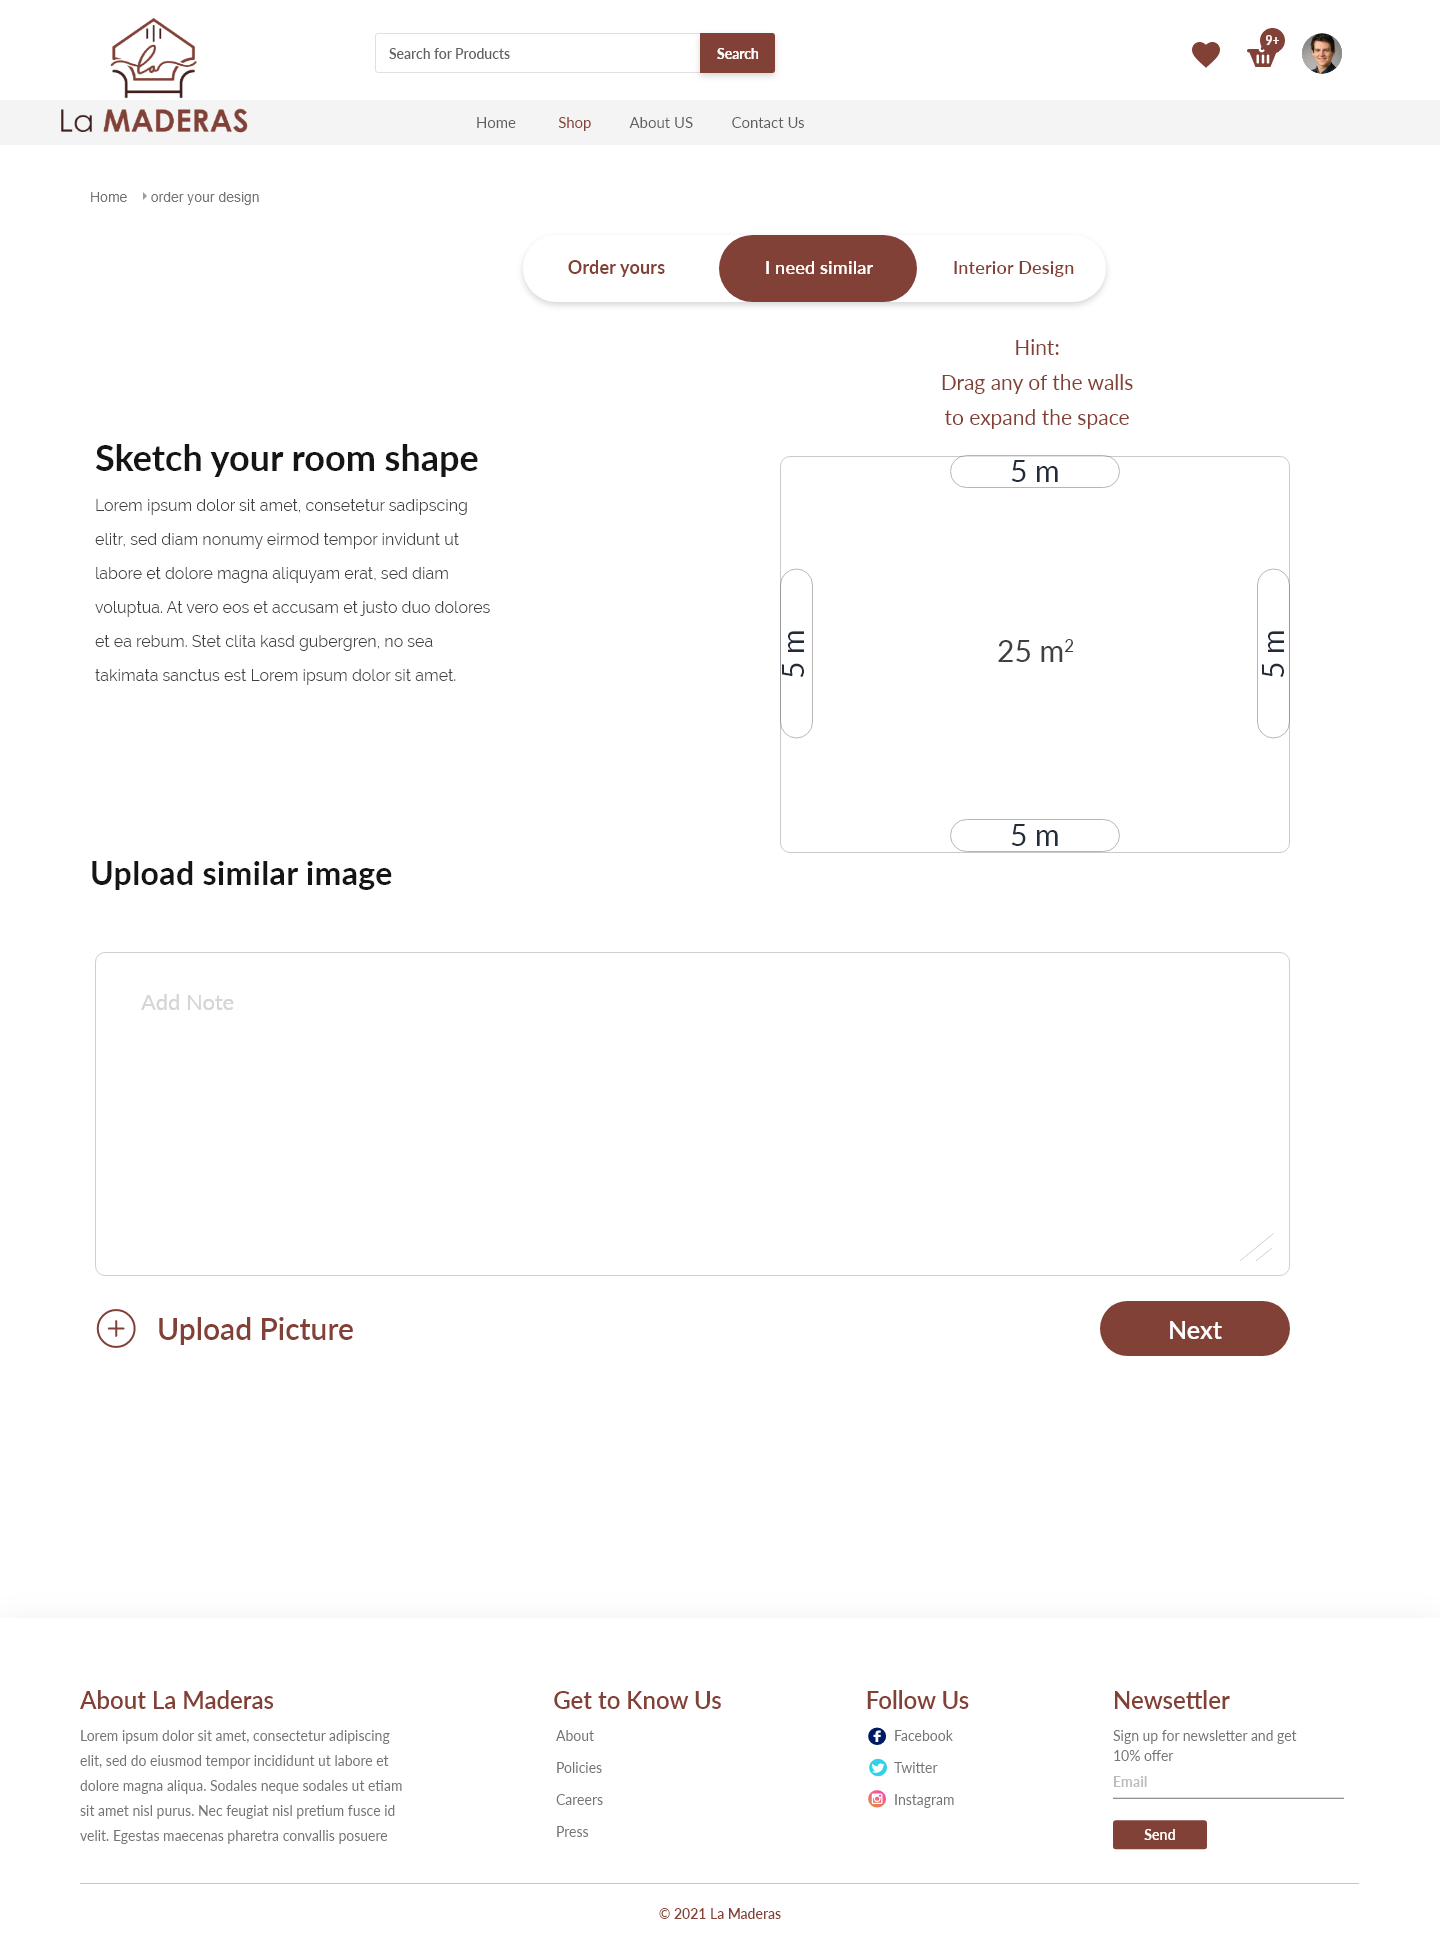 La MADERAS
Search for Products
Search
9+
Home
Shop
About US
Contact Us
Home
order your design
Order yours
I need similar
Interior Design
Hint:
Drag any of the walls
to expand the space
Sketch your room shape
Lorem ipsum dolor sit amet, consetetur sadipscing
elitr, sed diam nonumy eirmod tempor invidunt ut
labore et dolore magna aliquyam erat, sed diam
voluptua. At vero eos et accusam et justo duo dolores
et ea rebum. Stet clita kasd gubergren, no sea
takimata sanctus est Lorem ipsum dolor sit amet.
5 m
5 m
25 m²
5 m
5 m
Upload similar image
Add Note
Upload Picture
Next
About La Maderas
Lorem ipsum dolor sit amet, consectetur adipiscing
elit, sed do eiusmod tempor incididunt ut labore et
dolore magna aliqua. Sodales neque sodales ut etiam
sit amet nisl purus. Nec feugiat nisl pretium fusce id
velit. Egestas maecenas pharetra convallis posuere
Get to Know Us
About
Policies
Careers
Press
Follow Us
Facebook
Twitter
Instagram
Newsettler
Sign up for newsletter and get
10% offer
Email
Send
© 2021 La Maderas